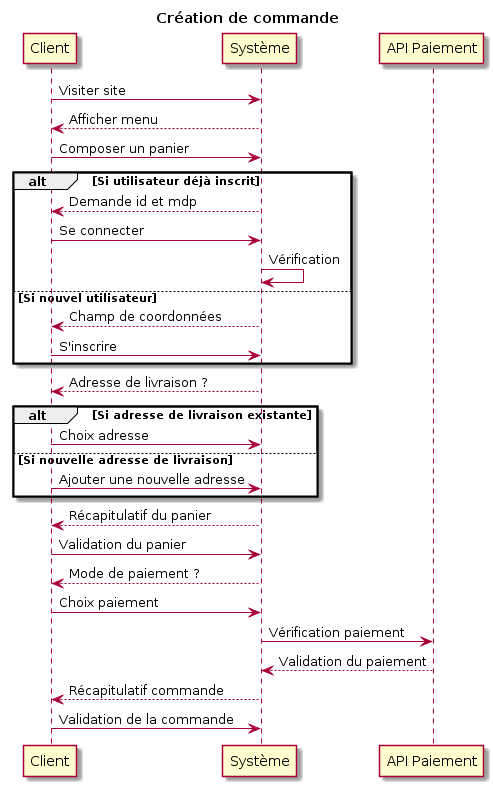 Création de commande
Client Système API Paiement
Visiter site
Afficher menu
Composer un panier
alt [Si utilisateur déjà inscrit]
Demande id et mdp
Se connecter
Vérification
[Si nouvel utilisateur]
Champ de coordonnées
S'inscrire
Adresse de livraison ?
alt [Si adresse de livraison existante]
Choix adresse
[Si nouvelle adresse de livraison]
Ajouter une nouvelle adresse
Récapitulatif du panier
Validation du panier
Mode de paiement ?
Choix paiement
Vérification paiement
Validation du paiement
Récapitulatif commande
Validation de la commande
Client Système API Paiement